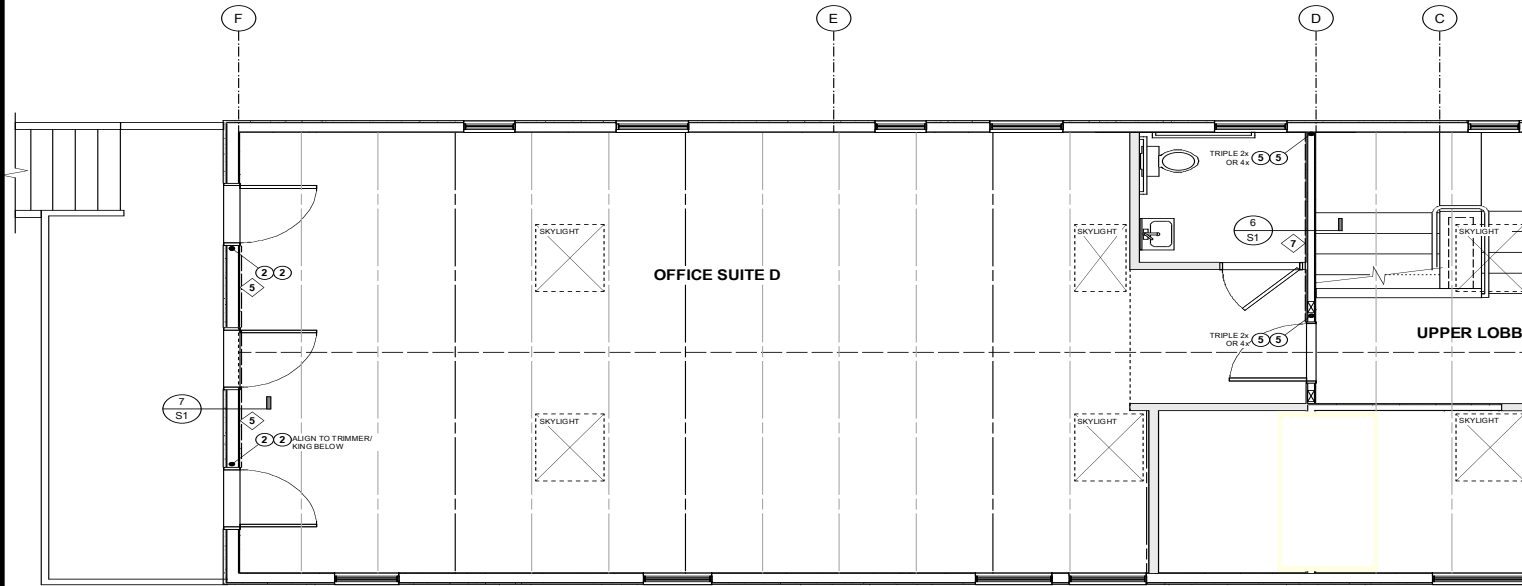 F
E
D
C
TRIPLE 2x
OR 4x
5 5
6
S1
7
SKYLIGHT
SKYLIGHT
SKYLIGHT
2 2
5
OFFICE SUITE D
TRIPLE 2x
OR 4x
5 5
UPPER LOBB
7
S1
5
2 2
ALIGN TO TRIMMER/
KING BELOW
SKYLIGHT
SKYLIGHT
SKYLIGHT